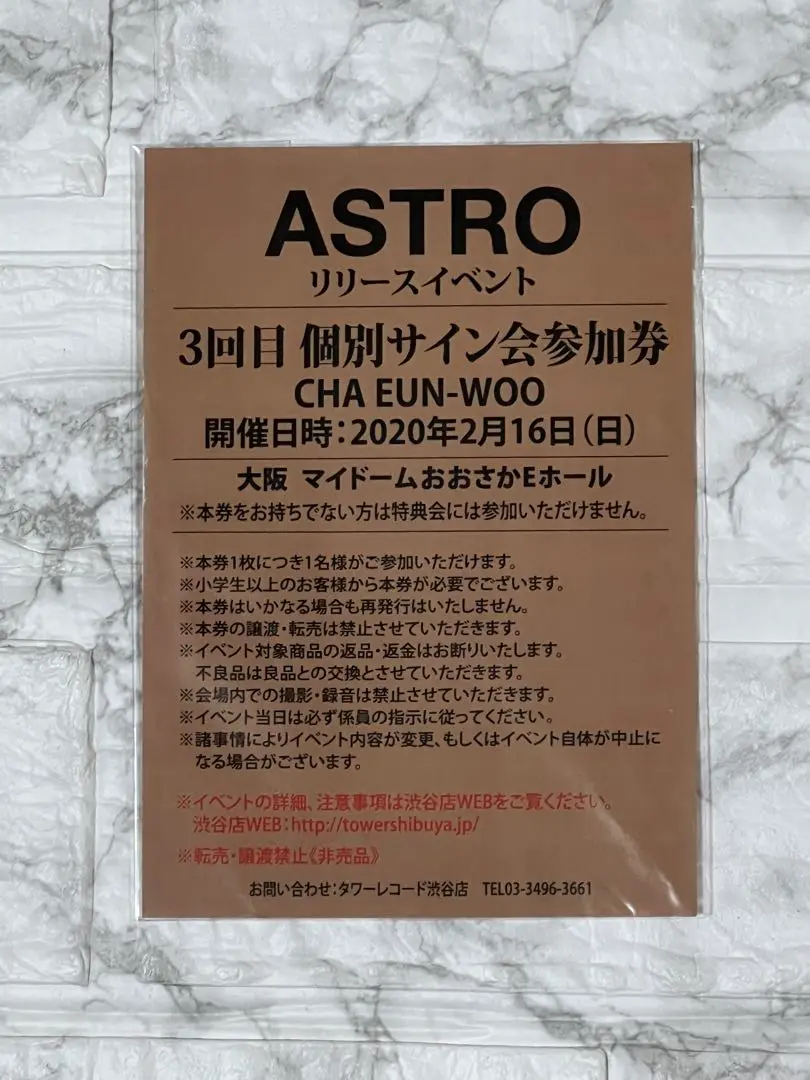 ASTRO
リリースイベント
3回目 個別サイン会参加券
CHA EUN-WOO
開催日時：2020年2月16日（日）
大阪 マイドームおおさかEホール
※本券をお持ちでない方は特典会には参加いただけません。
※本券1枚につき1名様がご参加いただけます。
※小学生以上のお客様から本券が必要でございます。
※本券はいかなる場合も再発行はいたしません。
※本券の譲渡・転売は禁止させていただきます。
※イベント対象商品の返品・返金はお断りいたします。
不良品は良品との交換とさせていただきます。
※会場内での撮影・録音は禁止させていただきます。
※イベント当日は必ず係員の指示に従ってください。
※諸事情によりイベント内容が変更、もしくはイベント自体が中止に
なる場合がございます。
※イベントの詳細、注意事項は渋谷店WEBをご覧ください。
渋谷店WEB：http://towershibuya.jp/
※転売・譲渡禁止《非売品》
お問い合わせ：タワーレコード渋谷店 TEL03-3496-3661